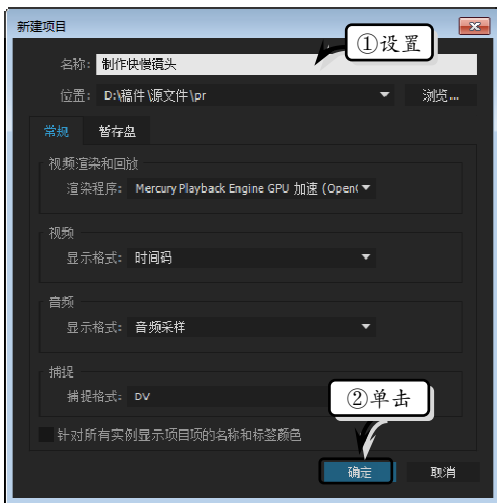 新建项目
①设置
名称: 制作快慢镜头
位置: D:\稿件\源文件\pr 浏览...
常规 暂存盘
视频渲染和回放
渲染程序: Mercury Playback Engine GPU 加速 (Open(
视频
显示格式: 时间码
音频
显示格式: 音频采样
捕捉
捕捉格式: DV
②单击
针对所有实例显示项目项的名称和标签颜色
确定 取消